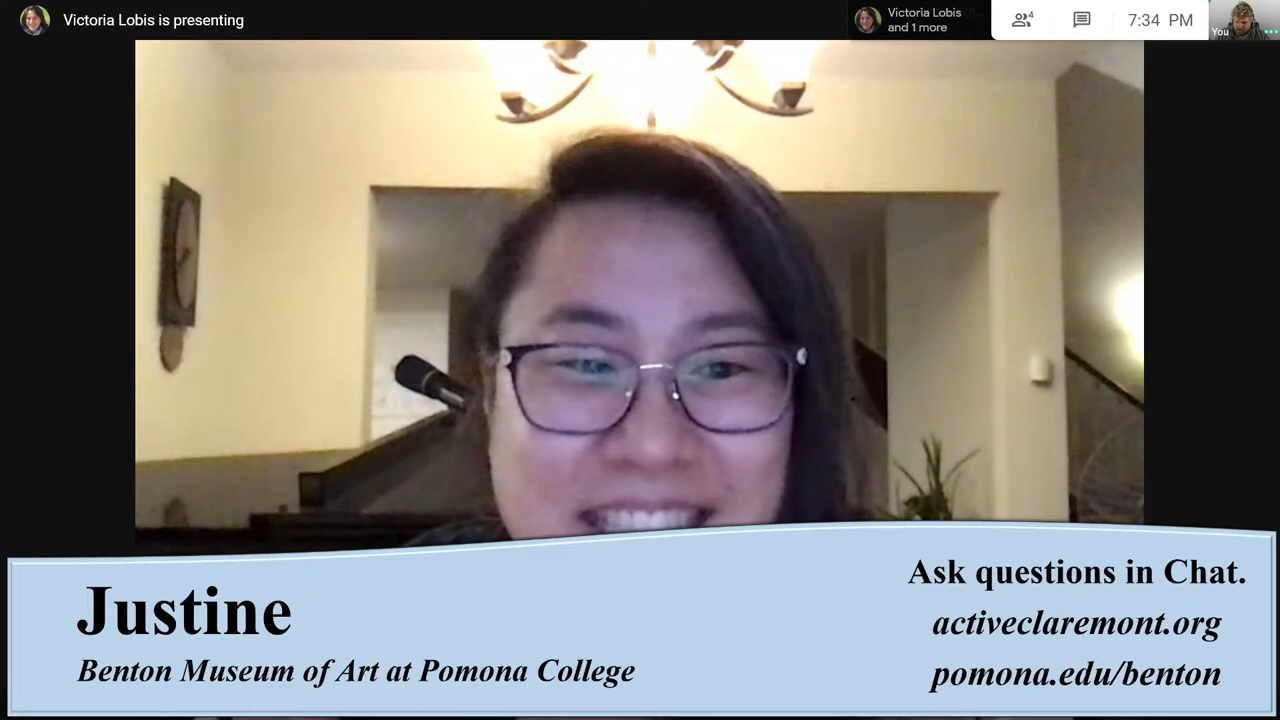 Victoria Lobis is presenting
Victoria Lobis
and 1 more
4
7:34 PM
You
Justine
Benton Museum of Art at Pomona College
Ask questions in Chat.
activeclaremont.org
pomona.edu/benton